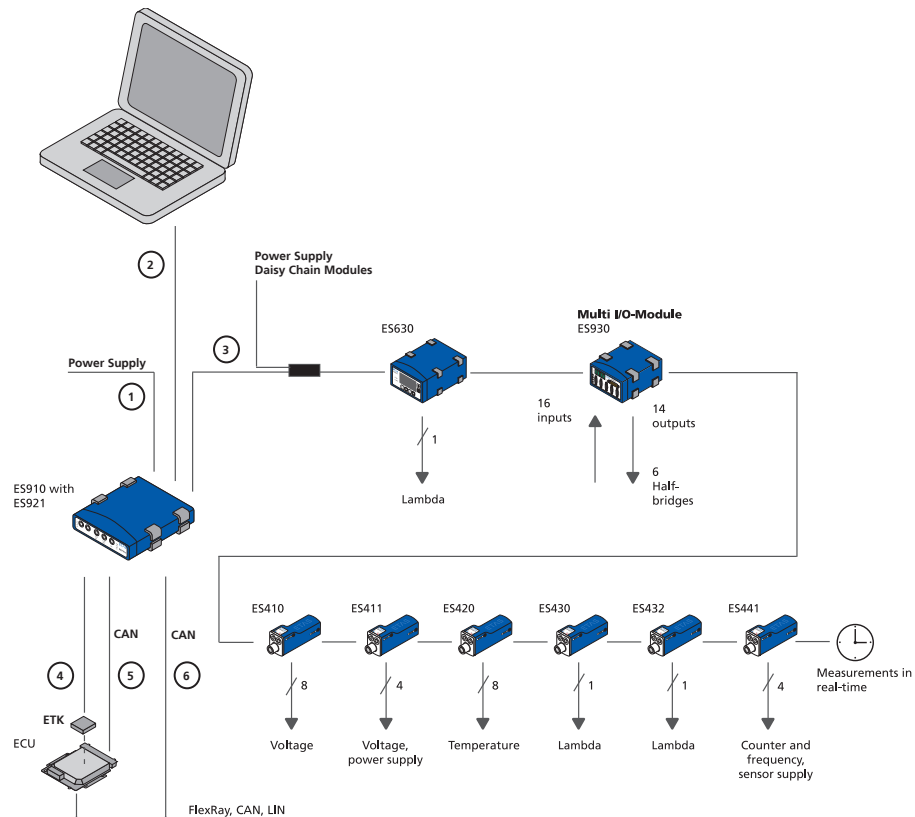 2
Power Supply
Daisy Chain Modules
3
Power Supply
1
ES630
Multi I/O-Module
ES930
16
inputs
14
outputs
1
Lambda
6
Half-
bridges
ES910 with
ES921
ES410
ES411
ES420
ES430
ES432
ES441
CAN
CAN
4
5
6
8
4
8
1
1
4
Measurements in
real-time
ETK
ECU
Voltage
Voltage,
power supply
Temperature
Lambda
Lambda
Counter and
frequency,
sensor supply
FlexRay, CAN, LIN